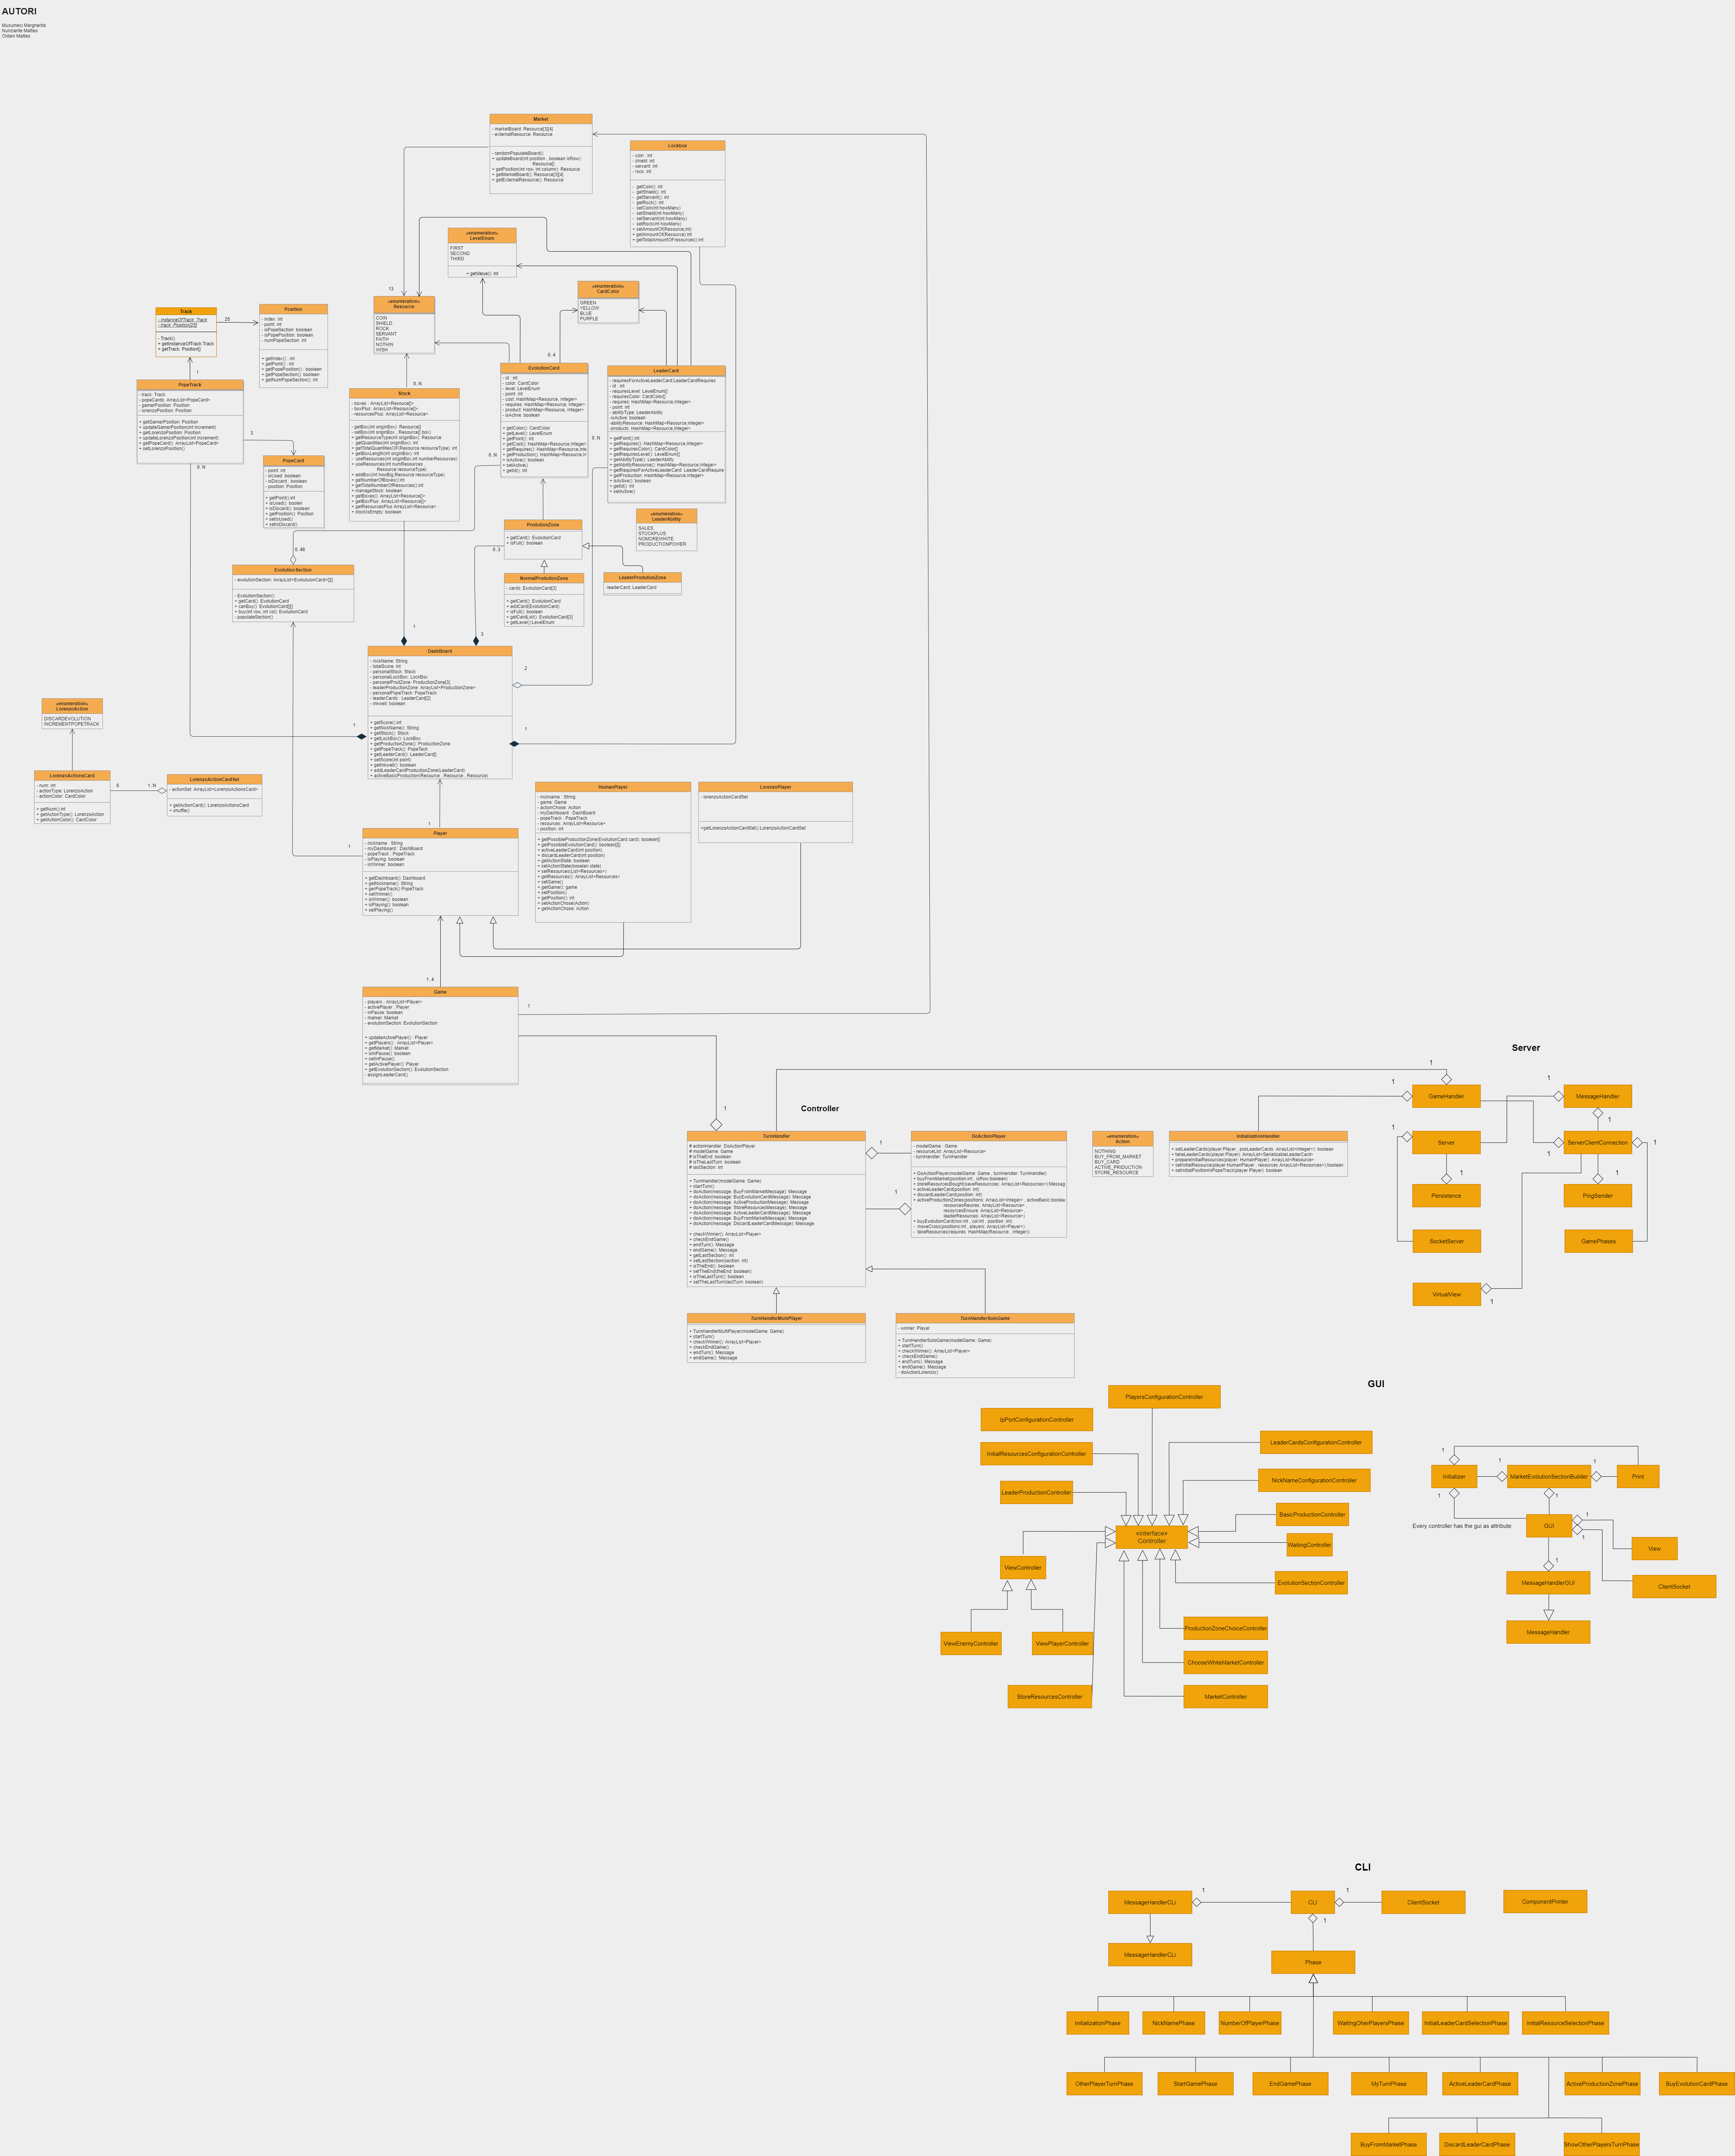 AUTORI
Musumeci Margherita
Nunziante Matteo
Oldani Matteo
Market
- marketBoard: Resource[3][4]
- externalResource: Resource
- randomPopulateBoard()
+ updateBoard(int position , boolean isRow)
Resource[]
+ getPosition(int row, int column): Resource
+ getMarketBoard(): Resource[3][4]
+ getExternalResource(): Resource
Lockbox
- coin : int
- shield: int
- servant: int
- rock: int
- getCoin(): int
- getShield(): int
- getServant(): int
- getRock(): int
- setCoin(int howMany)
- setShield(int howMany)
- setServant(int howMany)
- setRock(int howMany)
+ setAmountOf(Resource,int)
+ getAmountOf(Resource):int
+ getTotalAmountOFresources():int
«enumeration»
LevelEnum
FIRST
SECOND
THIRD
+ getValue(): int
«enumeration»
CardColor
GREEN
YELLOW
BLUE
PURPLE
13
«enumeration»
Resource
COIN
SHIELD
ROCK
SERVANT
FAITH
NOTHIN
WISH
Track
- instanceOfTrack: Track
- track: Position[25]
- Track()
+ getInstanceOfTrack:Track
+ getTrack: Position[]
25
Position
- index: int
- point: int
- isPopeSection: boolean
- isPopePosition: boolean
- numPopeSection: int
+ getIndex() : int
+ getPoint() : int
+ getPopePosition() : boolean
+ getPopeSection(): boolean
+ getNumPopeSection(): int
1
PopeTrack
- track: Track
- popeCards: ArrayList<PopeCard>
- gamerPosition: Position
- lorenzoPosition: Position
+ getGamerPosition: Position
+ updateGamerPosition(int increment)
+ getLorenzoPosition: Position
+ updateLorenzoPosition(int increment)
+ getPopeCard(): ArrayList<PopeCard>
+ setLorenzoPosition()
0..N
3
PopeCard
- point: int
- isUsed: boolean
- isDiscard : boolean
- position: Position
+ getPoint():int
+ isUsed(): boolen
+ isDiscard(): boolean
+ getPosition(): Position
+ setIsUsed()
+ setIsDiscard()
0..N
Stock
- boxes : ArrayList<Resouce[]>
- boxPlus: ArrayList<Resource[]>
- resourcesPlus: ArrayList<Resource>
- getBox(int originBox): Resource[]
- setBox(int originBox , Resource[] box)
+ getResourceType(int originBox): Resource
- getQuantities(int originBox): int
+ getTotalQuantitiesOF(Resource resourceType): int
+ getBoxLength(int originBox): int
- useResources(int originBox,int numberResources)
+ useResources(int numResources ,
Resource resourceType)
+ addBox(int howBig,Resource resourceType)
+ getNumberOfBoxes():int
+ getTotalNumberOfResources():int
+ manageStock: boolean
+ getBoxes(): ArrayList<Resource[]>
+ getBoxPlus: ArrayList<Resource[]>
+ getResourcesPlus ArrayList<Resource>
+ stockIsEmpty: boolean
0..4
EvolutionCard
- id : int
- color: CardColor
- level: LevelEnum
- point: int
- cost: HashMap<Resource, Integer>
- requires: HashMap<Resource, Integer>
- product: HashMap<Resource, Integer>
- isActive: boolean
+ getColor(): CardColor
+ getLevel(): LevelEnum
+ getPoint(): int
+ getCost(): HashMap<Resource,Integer>
+ getRequires(): HashMap<Resource,Inte
+ getProduction(): HashMap<Resource,In
+ isActive(): boolean
+ setActive()
+ getId(): int
0..N
LeaderCard
- requiresForActiveLeaderCard:LeaderCardRequires
- id : int
- requiresLevel: LevelEnum[]
- requiresColor: CardColor[]
- requires: HashMap<Resource,Integer>
- point: int
- abilityType: LeaderAbility
-isActive: boolean
-abilityResource: HashMap<Resource,Integer>
-products: HashMap<Resource,Integer>
+ getPoint():int
+ getRequires(): HashMap<Resource,Integer>
+ getRequiresColor(): CardColor[]
+ getRequiresLevel(): LevelEnum[]
+ getAbilityType(): LeaderAbility
+ getAbilityResourse(): HashMap<Resource,Integer>
+ getRequiresForActiveLeaderCard: LeaderCardRequire
+ getProduction: HashMap<Resource,Integer>
+ isActive(): boolean
+ getId(): int
+ setActive()
0..N
«enumeration»
LeaderAbility
SALES,
STOCKPLUS
NOMOREWHITE
PRODUCTIONPOWER
ProdutionZone
+ getCard(): EvolutionCard
+ isFull(): boolean
0..3
NormalProdutionZone
- cards: EvolutionCard[3]
+ getCard(): EvolutionCard
+ addCard(EvolutionCard)
+ isFull(): boolean
+ getCardList(): EvolutionCard[3]
+ getLevel():LevelEnum
LeaderProdutionZone
-leaderCard: LeaderCard
0..48
EvolutionSection
- evolutionSection: ArrayList<EvolutuionCard>[][]
- EvolutionSection()
+ getCard(): EvolutionCard
+ canBuy(): EvolutionCard[][]
+ buy(int row, int col): EvolutionCard
- populateSection()
1
3
DashBoard
- nickName: String
- totalScore: int
- personalStock: Stock
- personalLockBox: LockBox
- personalProdZone: ProductionZone[3]
- leaderProductionZone: ArrayList<ProductionZone>
- personalPopeTrack: PopeTrack
- leaderCards : LeaderCard[2]
- inkwell: boolean
+ getScore():int
+ getNickName(): String
+ getStock(): Stock
+ getLockBox(): LockBox
+ getProductionZone(): ProductionZone
+ getPopeTrack(): PopeTack
+ getLeaderCard(): LeaderCard[]
+ setScore(int point)
+ getInkwell(): boolean
+ addLeaderCardProductionZone(LeaderCard)
+ activeBasicProduction(Resource , Resource , Resource)
2
1
1
«enumeration»
LorenzoAction
DISCARDEVOLUTION
INCREMENTPOPETRACK
LorenzoActionsCard
- num: int
- actionType: LorenzoAction
- actionColor: CardColor
+ getNum():int
+ getActionType(): LorenzoAction
+ getActionColor(): CardColor
6
1..N
LorenzoActionCardSet
- actionSet: ArrayList<LorenzoActionsCard>
+ getActionCard(): LorenzoActionsCard
+ shuffle()
HumanPlayer
- nickname : String
- game: Game
- actionChose: Action
- myDashboard : DashBoard
- popeTrack : PopeTrack
- resources: ArrayList<Resource>
- position: int
+ getPossibleProductionZone(EvolutionCard card): boolean[]
+ getPossibleEvolutionCard(): boolean[][]
+ activeLeaderCard(int position)
+ discardLeaderCard(int position)
+ getActionState: boolean
+ setActionState(boolean state)
+ setResources(List<Resources>)
+ getResources(): ArrayList<Resources>
+ setGame()
+ getGame(): game
+ setPosition()
+ getPosition(): int
+ setActionChose(Action)
+ getActionChose: Action
LorenzoPlayer
- lorenzoActionCardSet
+getLorenzoActionCardSet():LorenzoActionCardSet
1
1
Player
- nickname : String
- myDashboard : DashBoard
- popeTrack : PopeTrack
- isPlaying: boolean
- isWinner: boolean
+ getDashboard(): Dashboard
+ getNickname(): String
+ gerPopeTrack():PopeTrack
+ setWinner()
+ isWinner(): boolean
+ isPlaying(): boolean
+ setPlaying()
1..4
Game
- players : ArrayList<Player>
- activePlayer : Player
- inPause: boolean
- market: Market
- evolutionSection: EvolutionSection
+ updateActivePlayer() : Player
+ getPlayers() : ArrayList<Player>
+ getMarket(): Market
+ isInPause(): boolean
+ setInPause()
+ getActivePlayer(): Player
+ getEvolutionSection(): EvolutionSection
- assignLeaderCard()
1
1
Controller
TurnHandler
# actionHandler: DoActionPlayer
# modelGame: Game
# isTheEnd: boolean
# isTheLastTurn: boolean
# lastSection: int
+ Turnhandler(modelGame: Game)
+ startTurn()
+ doAction(message: BuyFromMarketMessage): Message
+ doAction(message: BuyEvolutionCardMessage): Message
+ doAction(message: ActiveProductionMessage): Message
+ doAction(message: StoreResourcesMessage): Message
+ doAction(message: ActiveLeaderCardMessage): Message
+ doAction(message: BuyFromMarketMessage): Message
+ doAction(message: DiscardLeaderCardMessage): Message
+ checkWinner(): ArrayList<Player>
+ checkEndGame()
+ endTurn(): Message
+ endGame(): Message
+ getLastSection(): int
+ setLastSection(section: int)
+ isTheEnd(): boolean
+ setTheEnd(theEnd: boolean)
+ isTheLastTurn(): boolean
+ setTheLastTurn(lastTurn: boolean)
1
1
DoActionPlayer
- modelGame : Game
- resourceList: ArrayList<Resource>
- turnHandler: TurnHandler
+ DoActionPlayer(modelGame: Game , turnHandler: TurnHandler)
+ buyFromMarket(position:int , isRow:boolean)
+ storeResourcesBought(saveResources: ArrayList<Resources>):Messag
+ activeLeaderCard(position: int)
+ discardLeaderCard(position: int)
+ activeProductionZones(positions: ArrayList<Integer> , activeBasic:boolea
resourcesReuires: ArrayList<Resource> ,
resourycesEnsure: ArrayList<Resource> ,
leaderResources: ArrayList<Resource>)
+ buyEvolutionCard(row:int , col:int , position: int)
- moveCross(positions:int , players: ArrayList<Player>)
- takeResources(requires: HashMap(Resource , Integer))
«enumeration»
Action
NOTHING
BUY_FROM_MARKET
BUY_CARD,
ACTIVE_PRIDUCTION
STORE_RESOURCE
InitializationHandler
+ setLeaderCards(player:Player , posLeaderCards: ArrayList<Integer>): boolean
+ takeLeaderCards(player:Player): ArrayList<SerializableLeaderCard>
+ prepareInitialResources(player: HumanPlayer): ArrayList<Resource>
+ setInitialResource(player:HumanPlayer , resources:ArrayList<Resources>):boolean
+ setInitialPositionInPopeTrack(player:Player): boolean
TurnHandlerMultiPlayer
+ TurnHandlerMultiPlayer(modelGame: Game)
+ startTurn()
+ checkWinner(): ArrayList<Player>
+ checkEndGame()
+ endTurn(): Message
+ endGame(): Message
TurnHandlerSoloGame
- winner: Player
+ TurnHandlerSoloGame(modelGame: Game)
+ startTurn()
+ checkWinner(): ArrayList<Player>
+ checkEndGame()
+ endTurn(): Message
+ endGame(): Message
- doActionLorenzo()
Server
1
1
1
GameHandler
MessageHandler
1
Server
ServerClientConnection
1
1
1
1
Persistence
PingSender
SocketServer
GamePhases
VirtualView
1
GUI
PlayersConfigurationController
IpPortConfigurationController
InitialResourcesConfigurationController
LeaderCardsConfigurationController
NickNameConfigurationController
LeaderProductionController
BasicProductionController
«interface»
Controller
WaitingController
ViewController
EvolutionSectionController
ViewEnemyController
ViewPlayerController
ProductionZoneChoiceController
ChooseWhiteMarketController
StoreResourcesController
MarketController
1
1
1
Initializer
MarketEvolutionSectionBuilder
Print
1
1
Every controller has the gui as attribute
GUI
1
1
View
1
MessageHandlerGUI
ClientSocket
MessageHandler
CLI
MessageHandlerCLi
1
CLI
1
ClientSocket
ComponentPrinter
1
MessageHandlerCLi
Phase
InitializationPhase
NickNamePhase
NumberOfPlayerPhase
WaitingOherPlayersPhase
InitialLeaderCardSelectionPhase
InitialResourceSelectionPhase
OtherPlayerTurnPhase
StartGamePhase
EndGamePhase
MyTurnPhase
ActiveLeaderCardPhase
ActiveProductionZonePhase
BuyEvolutionCardPhase
BuyFromMarketPhase
DiscardLeaderCardPhase
ShowOtherPlayersTurnPhase